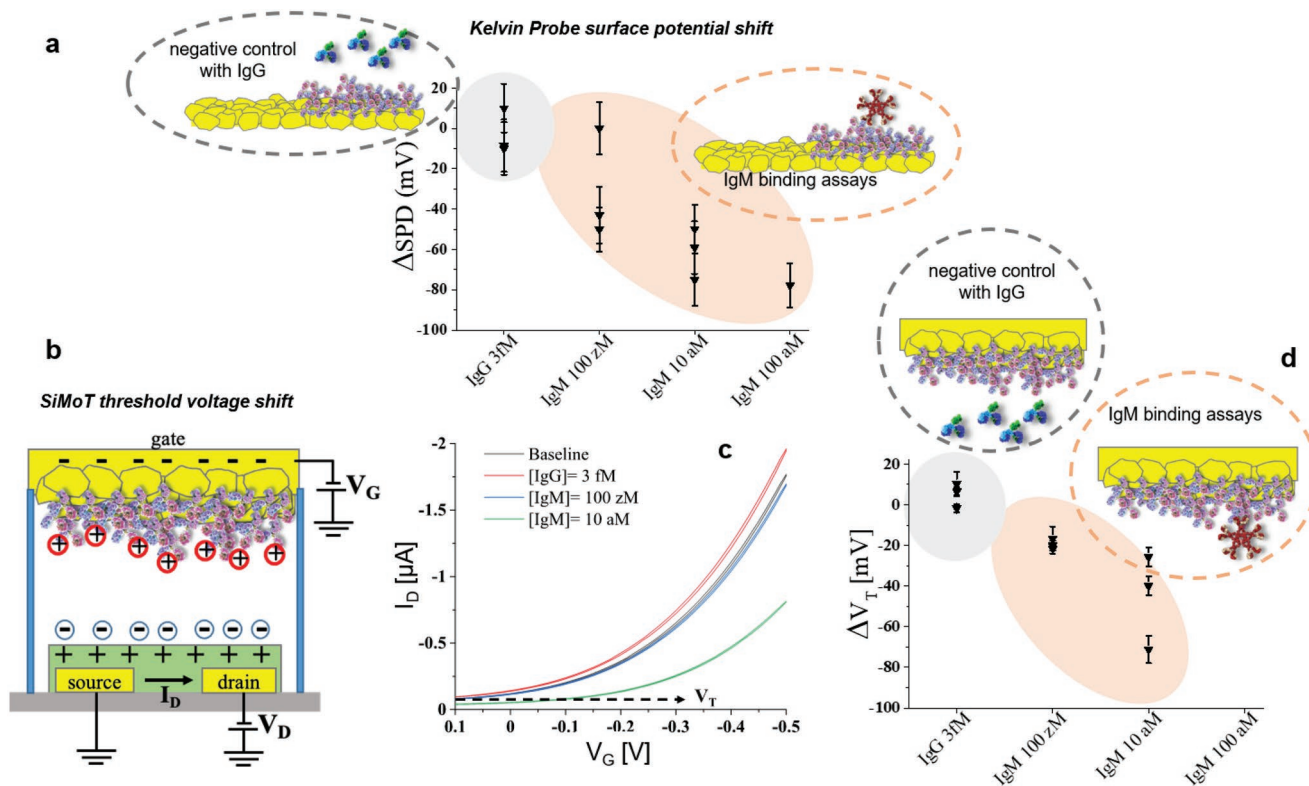 a
Kelvin Probe surface potential shift
negative control
with IgG
20
0
-20
-40
-60
-80
-100
ΔSPD (mV)
IgM binding assays
IgG 3fM
IgM 100 zM
IgM 10 aM
IgM 100 aM
b
SiMoT threshold voltage shift
gate
- - - - - -
V_G
+ + + + + + +
- - - - - - -
+ + + + + + + +
source
I_D
drain
V_D
c
-2
-1.5
-1
-0.5
0
I_D [µA]
Baseline
[IgG]= 3 fM
[IgM]= 100 zM
[IgM]= 10 aM
V_T
0.1
0
-0.1
-0.2
-0.3
-0.4
-0.5
V_G [V]
d
negative control
with IgG
IgM binding assays
20
0
-20
-40
-60
-80
-100
ΔV_T [mV]
IgG 3fM
IgM 100 zM
IgM 10 aM
IgM 100 aM